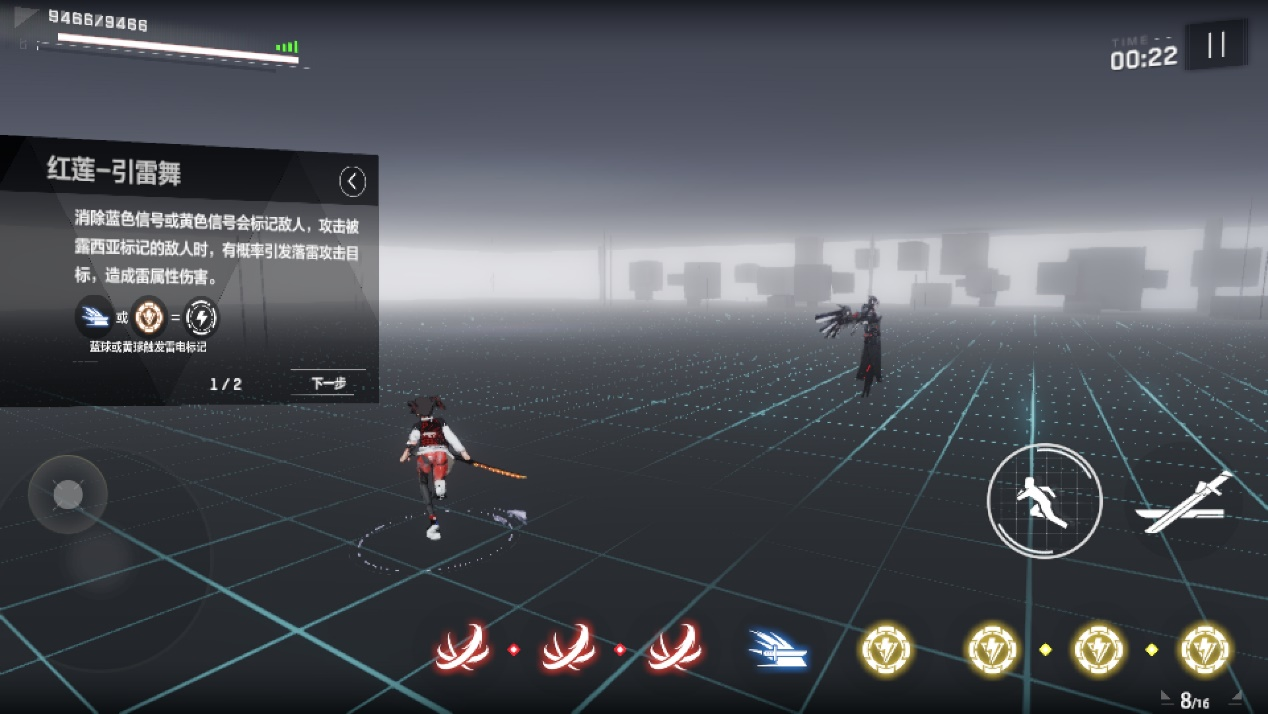 9466/9466
TIME --
00:22
红莲-引雷舞
消除蓝色信号或黄色信号会标记敌人，攻击被
露西亚标记的敌人时，有概率引发落雷攻击目
标，造成雷属性伤害。
或 =
蓝球或黄球触发雷电标记
1/2
下一步
8/16